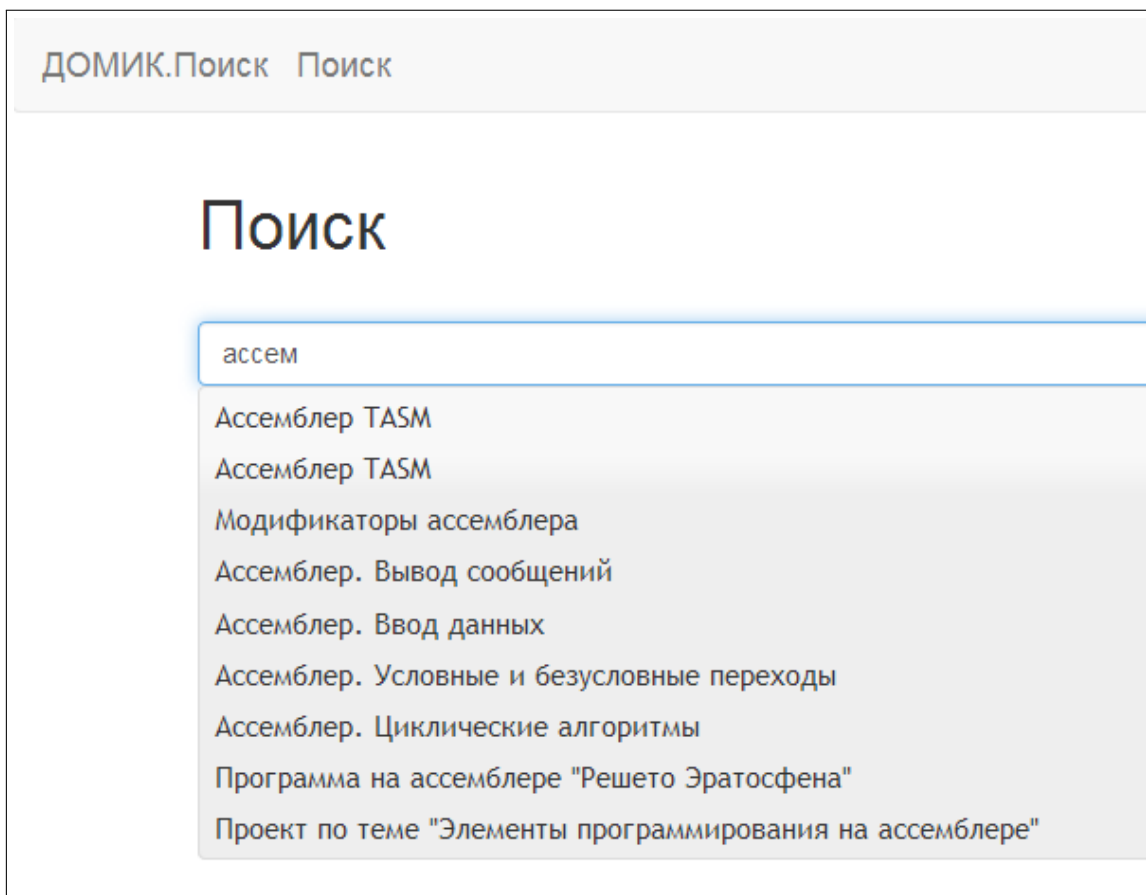 ДОМИК.Поиск Поиск
Поиск
ассем
Ассемблер TASM
Ассемблер TASM
Модификаторы ассемблера
Ассемблер. Вывод сообщений
Ассемблер. Ввод данных
Ассемблер. Условные и безусловные переходы
Ассемблер. Циклические алгоритмы
Программа на ассемблере "Решето Эратосфена"
Проект по теме "Элементы программирования на ассемблере"